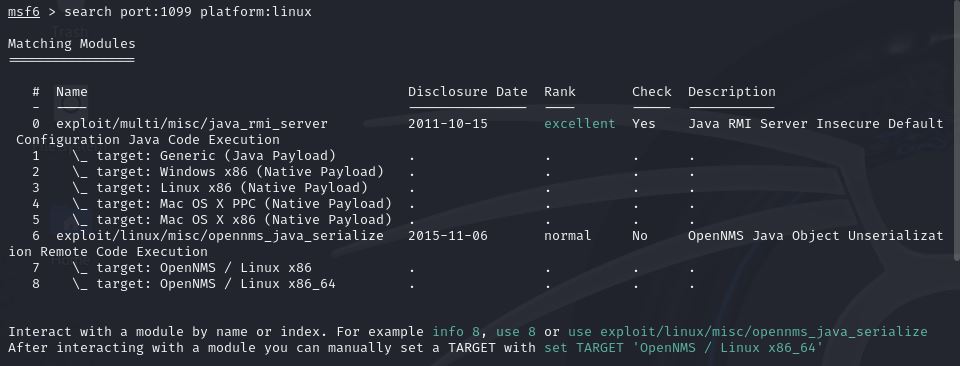 msf6 > search port:1099 platform:linux
Matching Modules
================
# Name Disclosure Date Rank Check Description
- ---- --------------- ---- ----- -----------
0 exploit/multi/misc/java_rmi_server 2011-10-15 excellent Yes Java RMI Server Insecure Default
Configuration Java Code Execution
1 \_ target: Generic (Java Payload) . . . .
2 \_ target: Windows x86 (Native Payload) . . . .
3 \_ target: Linux x86 (Native Payload) . . . .
4 \_ target: Mac OS X PPC (Native Payload) . . . .
5 \_ target: Mac OS X x86 (Native Payload) . . . .
6 exploit/linux/misc/opennms_java_serialize 2015-11-06 normal No OpenNMS Java Object Unserializat
ion Remote Code Execution
7 \_ target: OpenNMS / Linux x86 . . . .
8 \_ target: OpenNMS / Linux x86_64 . . . .
Interact with a module by name or index. For example info 8, use 8 or use exploit/linux/misc/opennms_java_serialize
After interacting with a module you can manually set a TARGET with set TARGET 'OpenNMS / Linux x86_64'